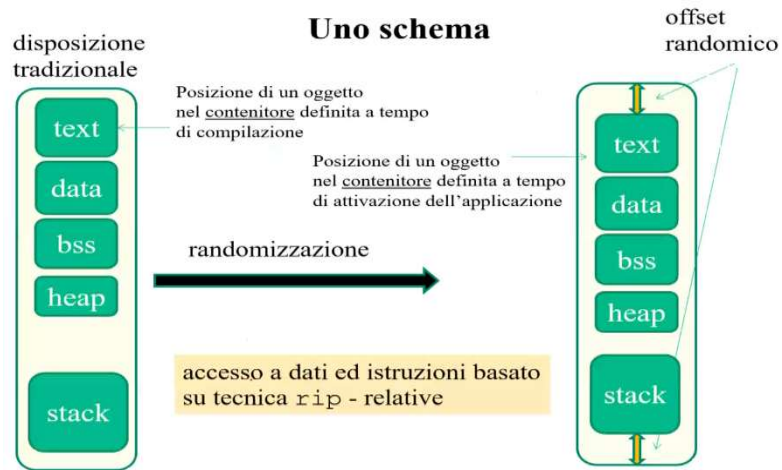 Uno schema
disposizione
tradizionale
offset
randomico
Posizione di un oggetto
nel contenitore definita a tempo
di compilazione
Posizione di un oggetto
nel contenitore definita a tempo
di attivazione dell'applicazione
text
data
bss
heap
stack
randomizzazione
accesso a dati ed istruzioni basato
su tecnica rip - relative
text
data
bss
heap
stack